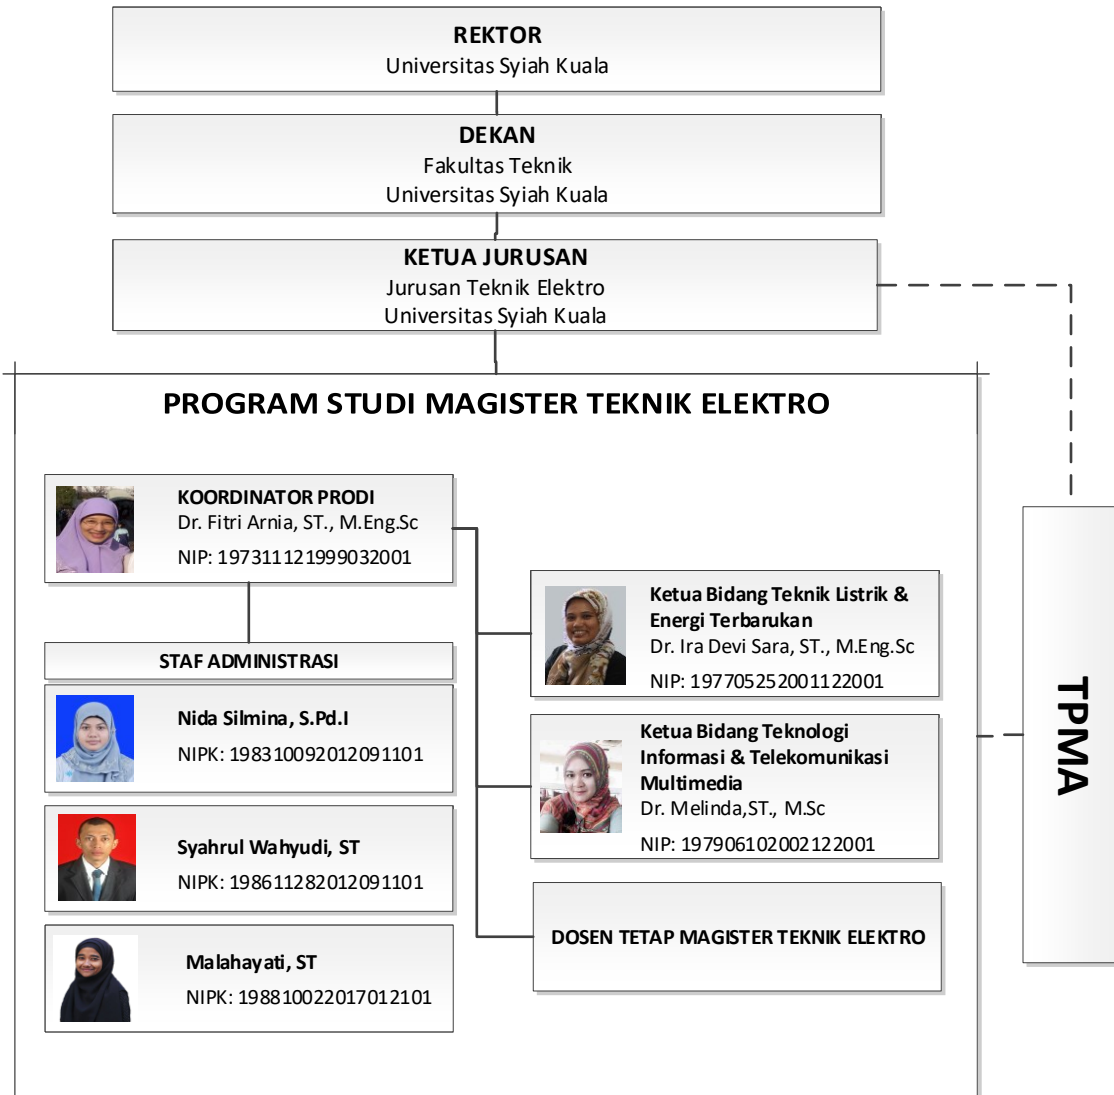 REKTOR
Universitas Syiah Kuala
DEKAN
Fakultas Teknik
Universitas Syiah Kuala
KETUA JURUSAN
Jurusan Teknik Elektro
Universitas Syiah Kuala
PROGRAM STUDI MAGISTER TEKNIK ELEKTRO
KOORDINATOR PRODI
Dr. Fitri Arnia, ST., M.Eng.Sc
NIP: 197311121999032001
STAF ADMINISTRASI
Nida Silmina, S.Pd.I
NIPK: 198310092012091101
Syahrul Wahyudi, ST
NIPK: 198611282012091101
Malahayati, ST
NIPK: 198810022017012101
Ketua Bidang Teknik Listrik &
Energi Terbarukan
Dr. Ira Devi Sara, ST., M.Eng.Sc
NIP: 197705252001122001
Ketua Bidang Teknologi
Informasi & Telekomunikasi
Multimedia
Dr. Melinda,ST., M.Sc
NIP: 197906102002122001
DOSEN TETAP MAGISTER TEKNIK ELEKTRO
TPMA